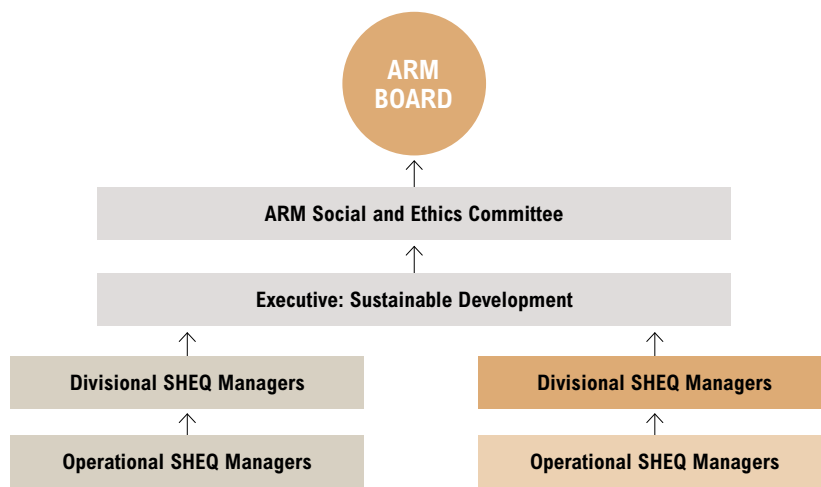 ARM
BOARD
ARM Social and Ethics Committee
Executive: Sustainable Development
Divisional SHEQ Managers
Divisional SHEQ Managers
Operational SHEQ Managers
Operational SHEQ Managers